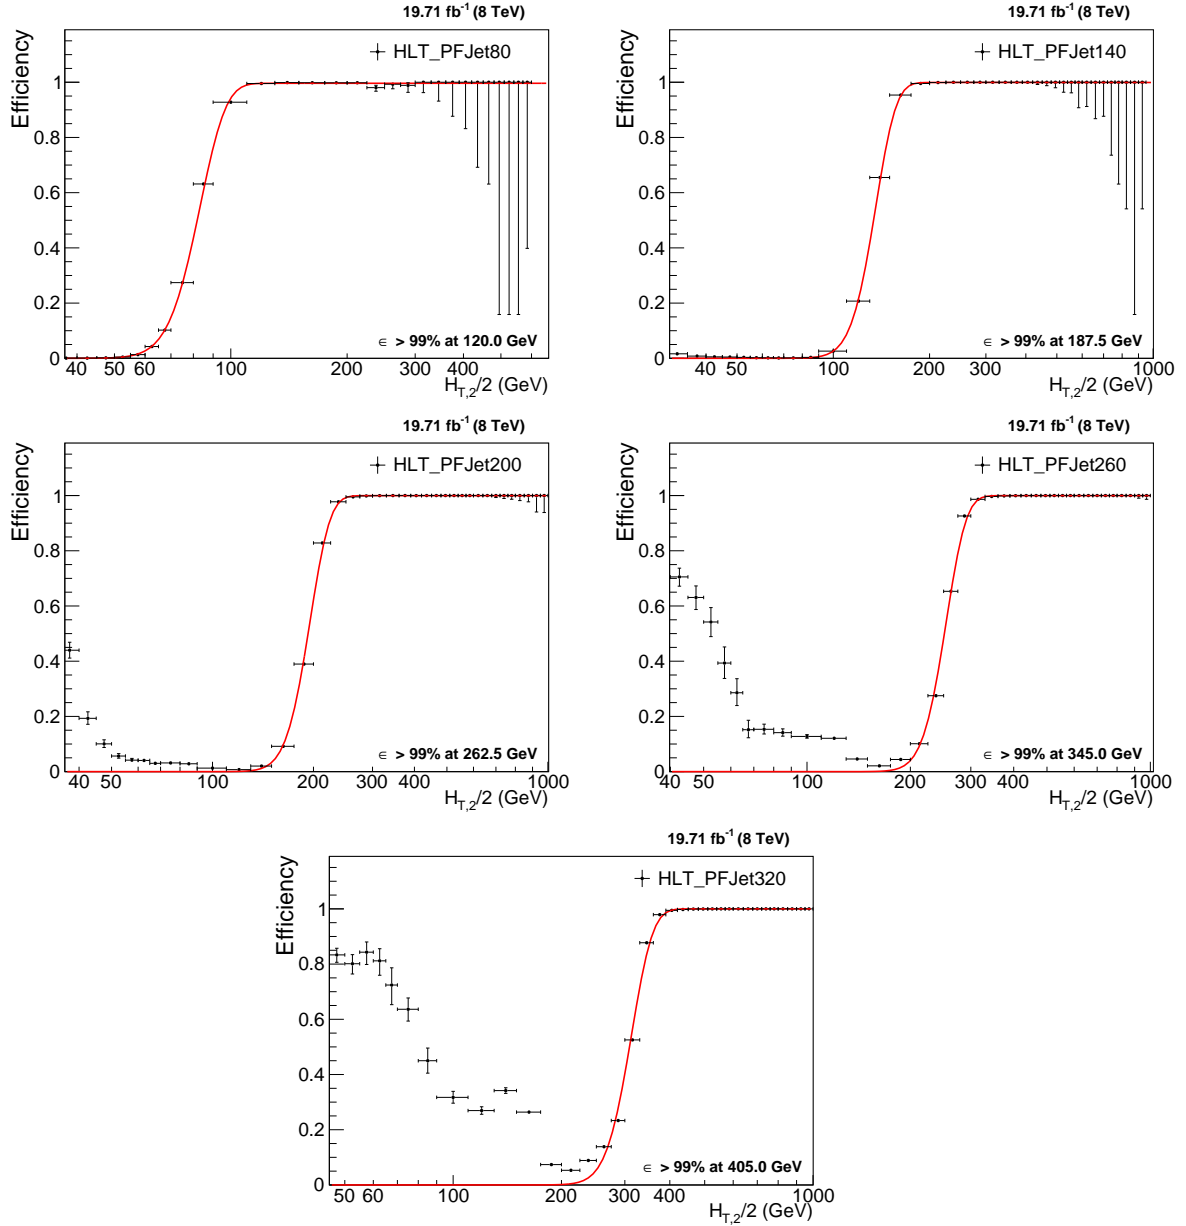 19.71 fb⁻¹ (8 TeV)
Efficiency
HLT_PFJet80
1
0.8
0.6
0.4
0.2
0
∈ > 99% at 120.0 GeV
40 50 60 100 200 300 400
H_T,2/2 (GeV)
19.71 fb⁻¹ (8 TeV)
Efficiency
HLT_PFJet140
1
0.8
0.6
0.4
0.2
0
∈ > 99% at 187.5 GeV
40 50 100 200 300 1000
H_T,2/2 (GeV)
19.71 fb⁻¹ (8 TeV)
Efficiency
HLT_PFJet200
1
0.8
0.6
0.4
0.2
0
∈ > 99% at 262.5 GeV
40 50 100 200 300 400 1000
H_T,2/2 (GeV)
19.71 fb⁻¹ (8 TeV)
Efficiency
HLT_PFJet260
1
0.8
0.6
0.4
0.2
0
∈ > 99% at 345.0 GeV
40 50 100 200 300 1000
H_T,2/2 (GeV)
19.71 fb⁻¹ (8 TeV)
Efficiency
HLT_PFJet320
1
0.8
0.6
0.4
0.2
0
∈ > 99% at 405.0 GeV
50 60 100 200 300 400 1000
H_T,2/2 (GeV)